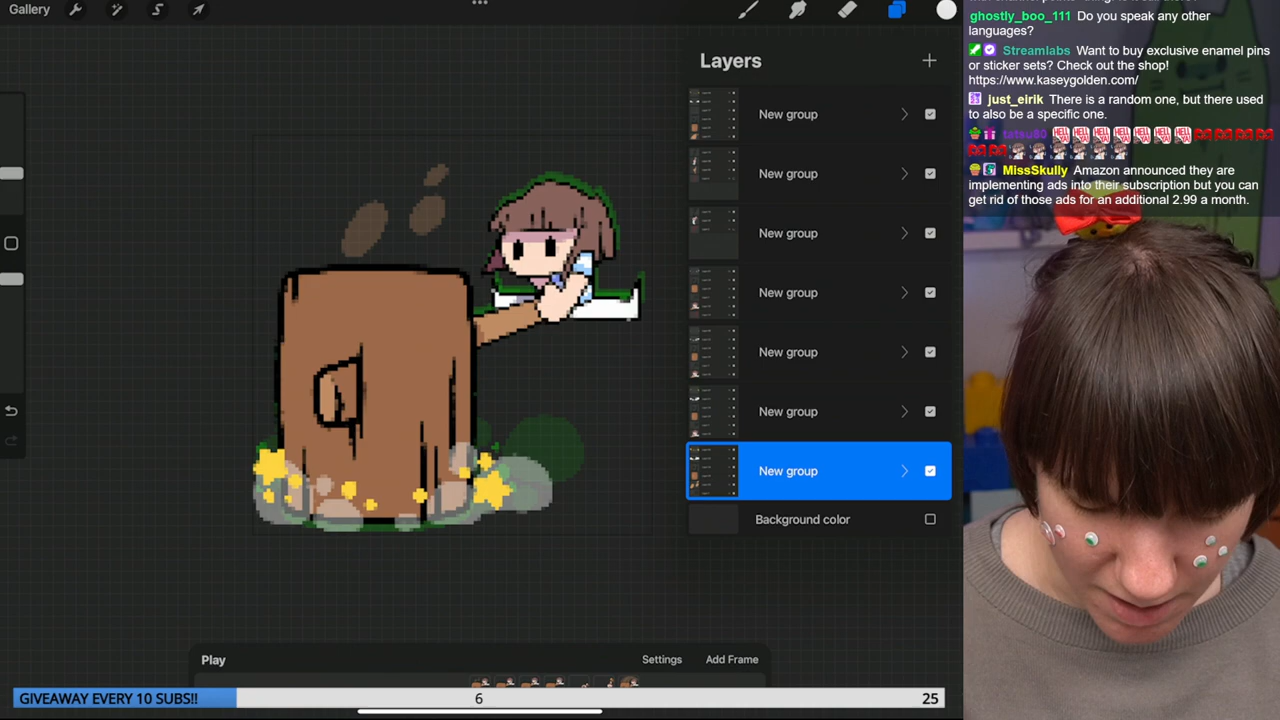 Gallery
Layers
New group
New group
New group
New group
New group
New group
New group
Background color
Play
Settings
Add Frame
GIVEAWAY EVERY 10 SUBS!!
6
25
ghostly_boo_111 Do you speak any other
languages?
Streamlabs Want to buy exclusive enamel pins
or sticker sets? Check out the shop!
https://www.kaseygolden.com/
just_eirik There is a random one, but there used
to also be a specific one.
tatsu80
MissSkully Amazon announced they are
implementing ads into their subscription but you can
get rid of those ads for an additional 2.99 a month.